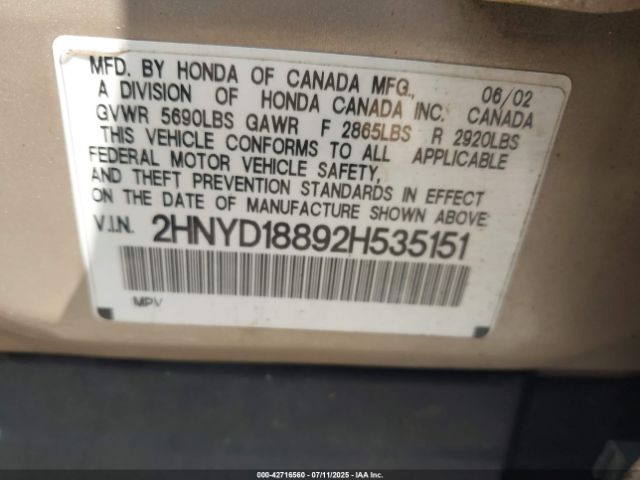 MFD. BY HONDA OF CANADA MFG., 06/02
A DIVISION OF HONDA CANADA INC. CANADA
GVWR 5690LBS GAWR F 2865LBS R 2920LBS
THIS VEHICLE CONFORMS TO ALL APPLICABLE
FEDERAL MOTOR VEHICLE SAFETY,
AND THEFT PREVENTION STANDARDS IN EFFECT
ON THE DATE OF MANUFACTURE SHOWN ABOVE.
V.I.N. 2HNYD18892H535151
MPV
000-42716560 - 07/11/2025 - IAA Inc.